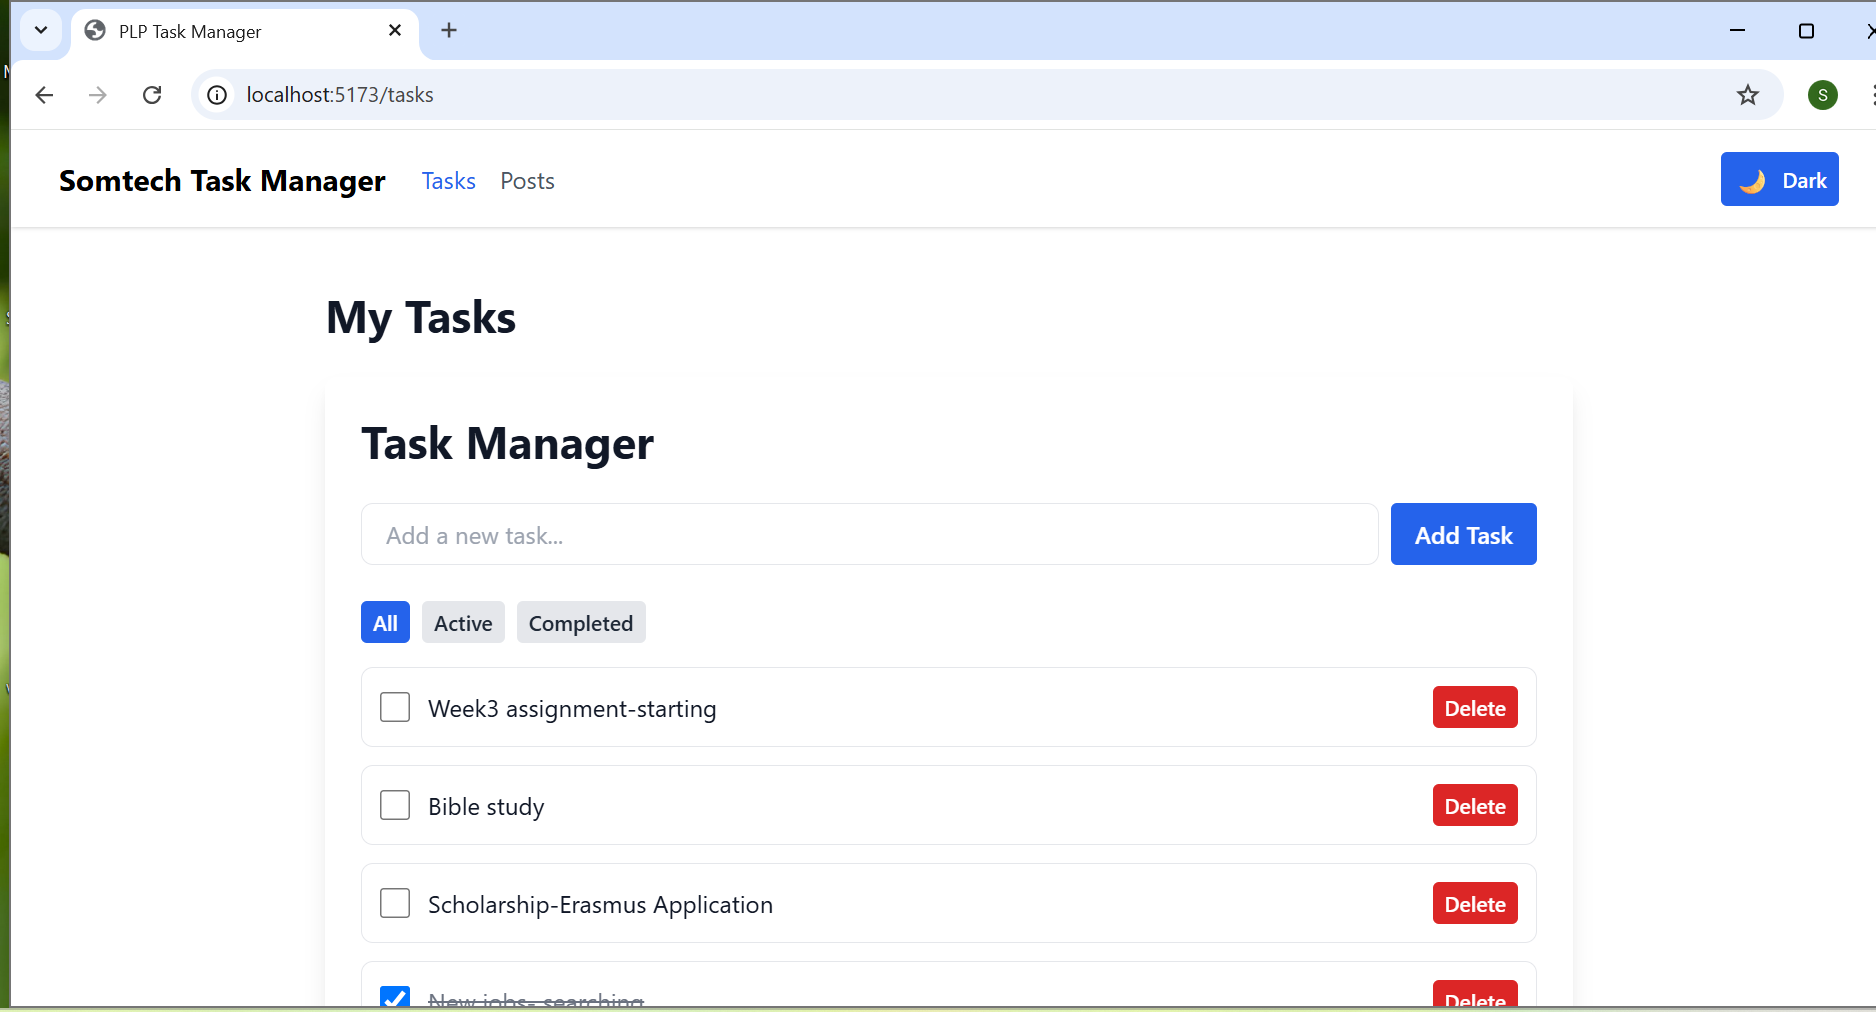 PLP Task Manager
localhost:5173/tasks
S
Somtech Task Manager Tasks Posts 🌙 Dark
My Tasks
Task Manager
Add a new task... Add Task
All Active Completed
Week3 assignment-starting Delete
Bible study Delete
Scholarship-Erasmus Application Delete
New jobs- searching Delete